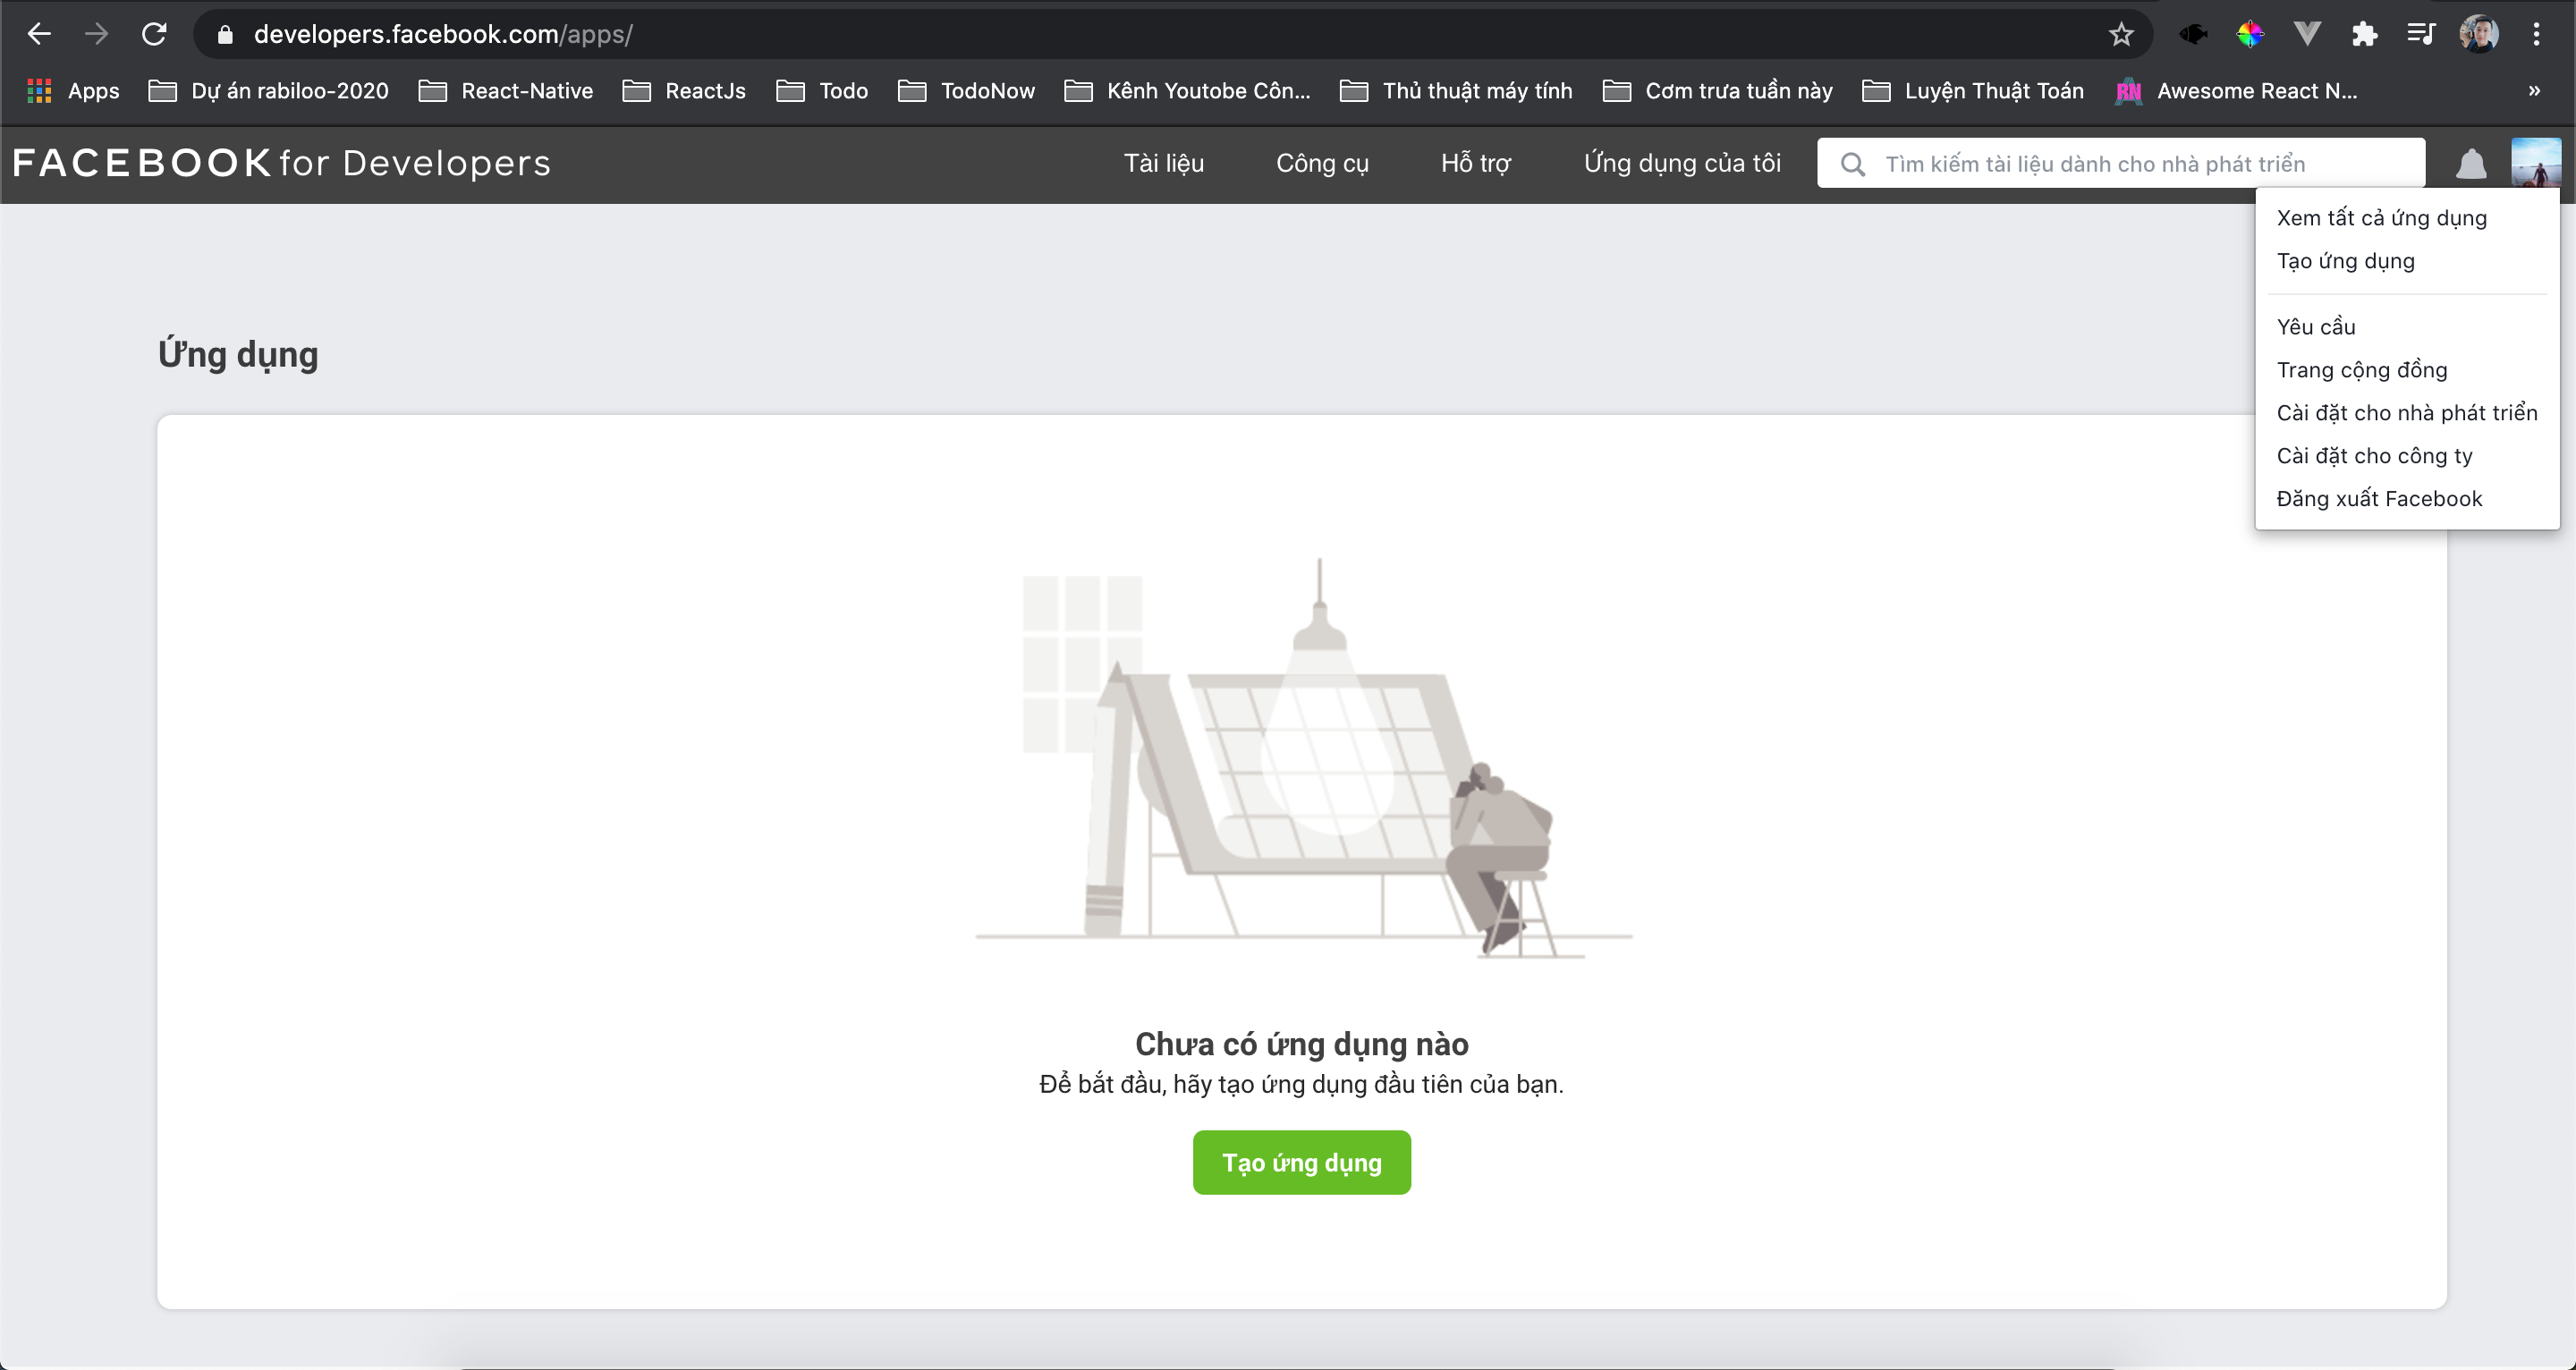 developers.facebook.com/apps/
Apps Dự án rabiloo-2020 React-Native ReactJs Todo TodoNow Kênh Youtobe Côn... Thủ thuật máy tính Cơm trưa tuần này Luyện Thuật Toán RN Awesome React N... »
FACEBOOK for Developers Tài liệu Công cụ Hỗ trợ Ứng dụng của tôi Tìm kiếm tài liệu dành cho nhà phát triển
Xem tất cả ứng dụng
Tạo ứng dụng
Yêu cầu
Trang cộng đồng
Cài đặt cho nhà phát triển
Cài đặt cho công ty
Đăng xuất Facebook
Ứng dụng
Chưa có ứng dụng nào
Để bắt đầu, hãy tạo ứng dụng đầu tiên của bạn.
Tạo ứng dụng